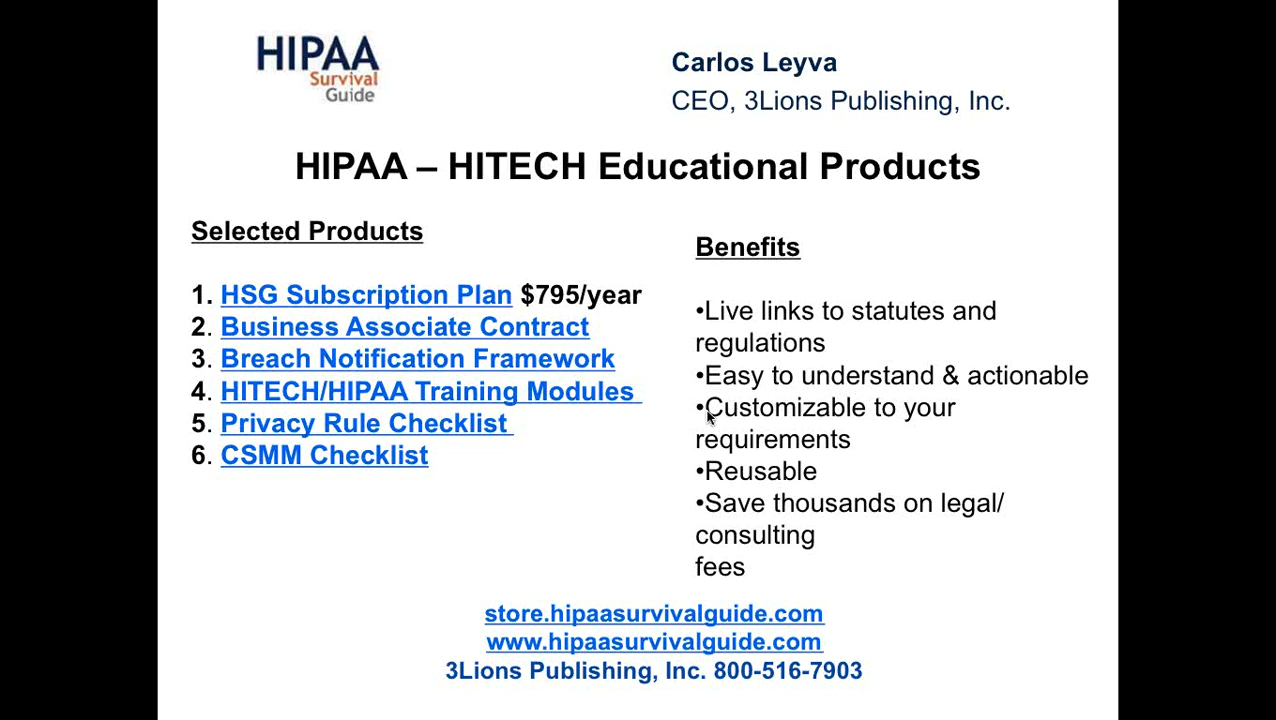 HIPAA
Survival
Guide
Carlos Leyva
CEO, 3Lions Publishing, Inc.
HIPAA – HITECH Educational Products
Selected Products
1. HSG Subscription Plan $795/year
2. Business Associate Contract
3. Breach Notification Framework
4. HITECH/HIPAA Training Modules
5. Privacy Rule Checklist
6. CSMM Checklist
Benefits
•Live links to statutes and
regulations
•Easy to understand & actionable
•Customizable to your
requirements
•Reusable
•Save thousands on legal/
consulting
fees
store.hipaasurvivalguide.com
www.hipaasurvivalguide.com
3Lions Publishing, Inc. 800-516-7903